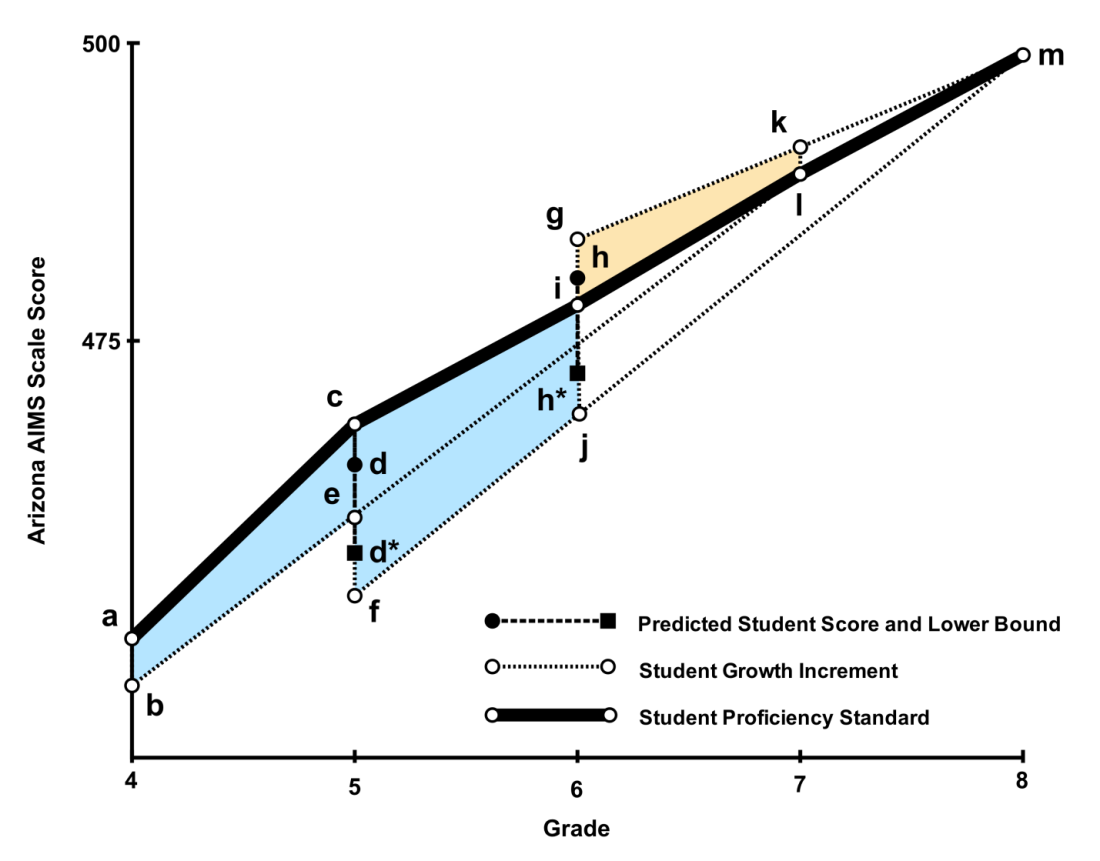 500
m
k
l
g
h
i
475
h*
j
c
d
e
d*
f
a
b
Arizona AIMS Scale Score
Predicted Student Score and Lower Bound
Student Growth Increment
Student Proficiency Standard
4
5
6
7
8
Grade